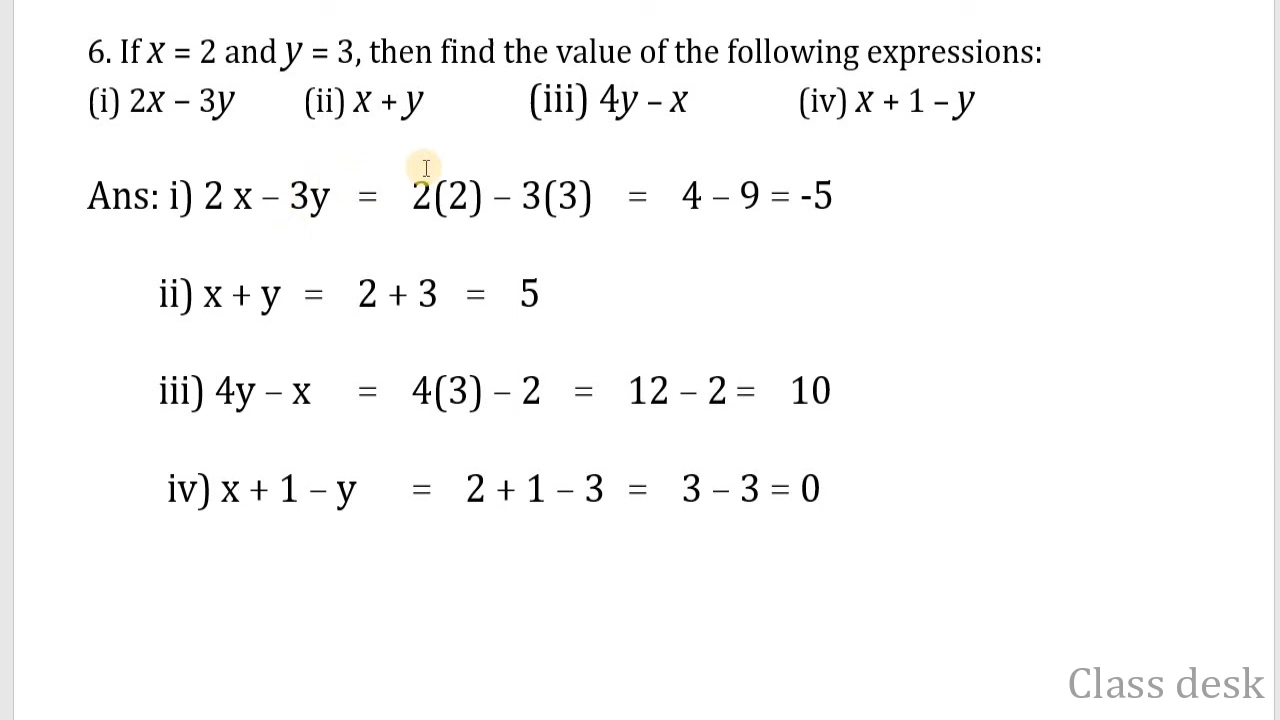 6. If x = 2 and y = 3, then find the value of the following expressions:
(i) 2x – 3y (ii) x + y (iii) 4y – x (iv) x + 1 – y
Ans: i) 2 x – 3y = 2(2) – 3(3) = 4 – 9 = -5
ii) x + y = 2 + 3 = 5
iii) 4y – x = 4(3) – 2 = 12 – 2 = 10
iv) x + 1 – y = 2 + 1 – 3 = 3 – 3 = 0
Class desk